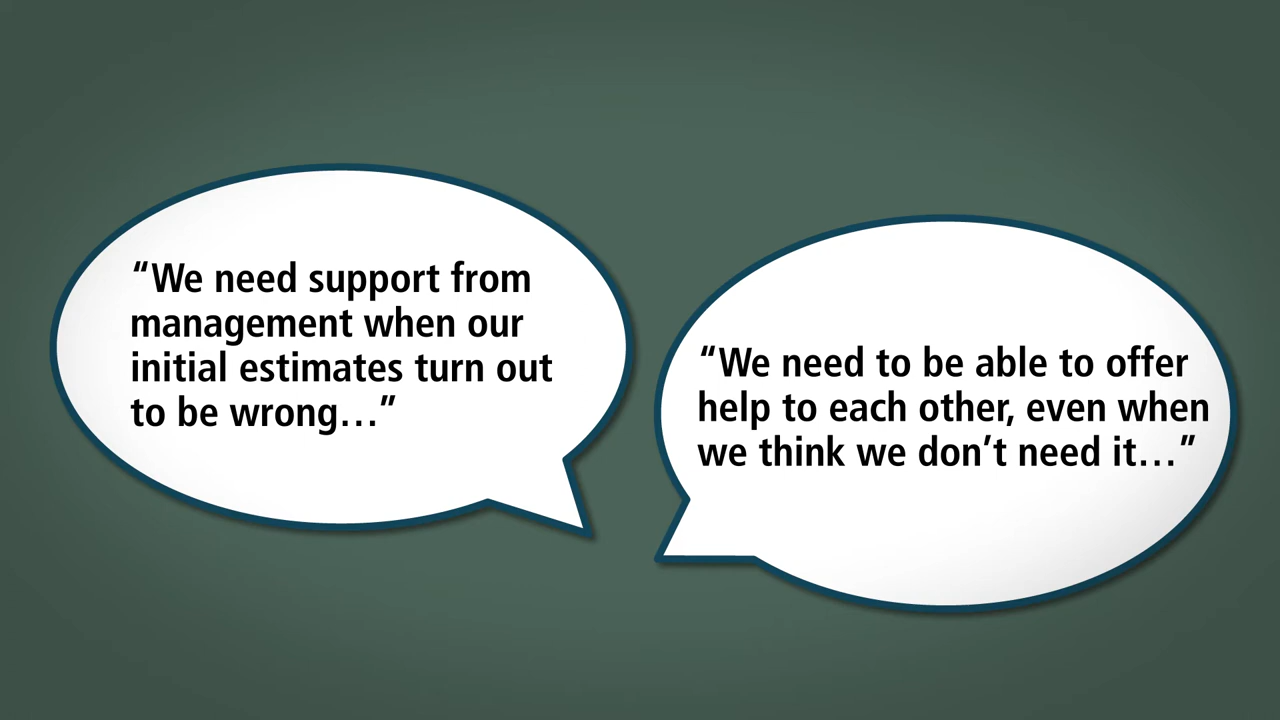 “We need support from
management when our
initial estimates turn out
to be wrong…”
“We need to be able to offer
help to each other, even when
we think we don’t need it…”